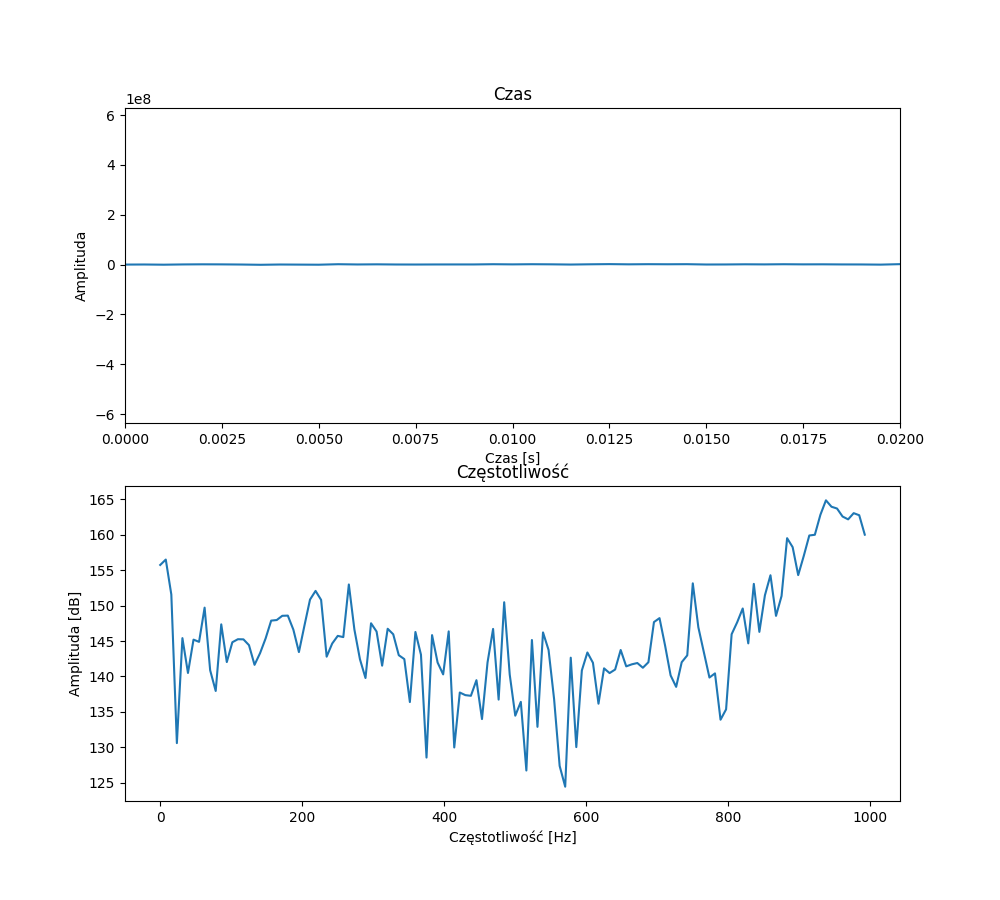 Czas
1e8
6
4
2
0
−2
−4
−6
Amplituda
0.0000 0.0025 0.0050 0.0075 0.0100 0.0125 0.0150 0.0175 0.0200
Czas [s]
Częstotliwość
165
160
155
150
145
140
135
130
125
Amplituda [dB]
0 200 400 600 800 1000
Częstotliwość [Hz]